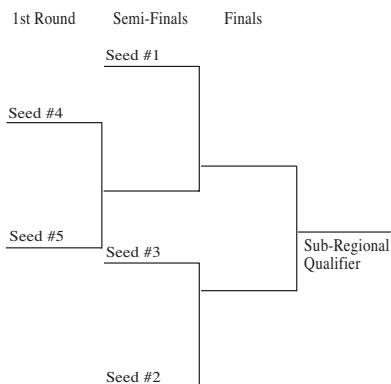 1st Round Semi-Finals Finals
Seed #1
Seed #4
Seed #5
Seed #3
Sub-Regional
Qualifier
Seed #2